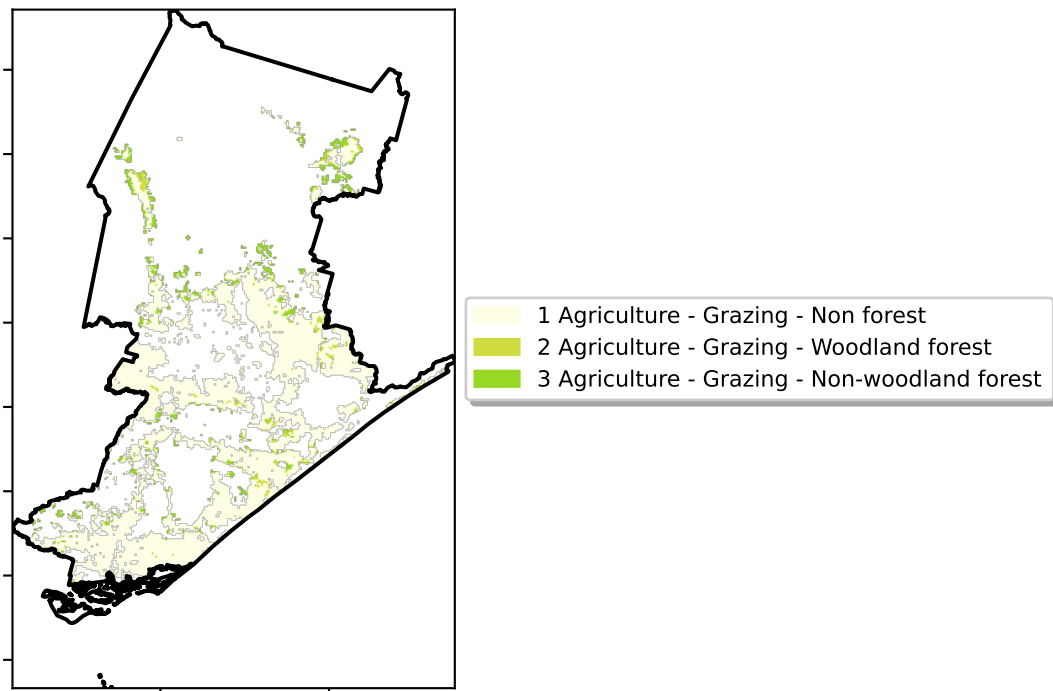 1 Agriculture - Grazing - Non forest
2 Agriculture - Grazing - Woodland forest
3 Agriculture - Grazing - Non-woodland forest